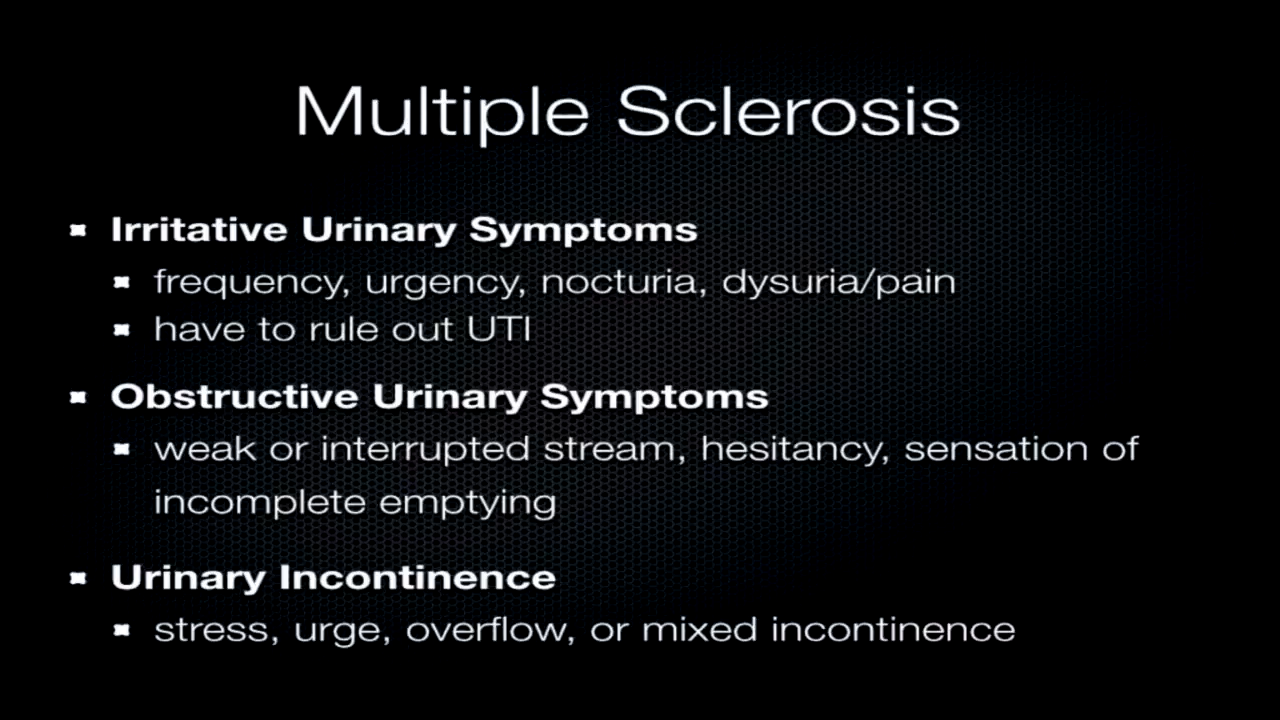 Multiple Sclerosis
Irritative Urinary Symptoms
frequency, urgency, nocturia, dysuria/pain
have to rule out UTI
Obstructive Urinary Symptoms
weak or interrupted stream, hesitancy, sensation of
incomplete emptying
Urinary Incontinence
stress, urge, overflow, or mixed incontinence